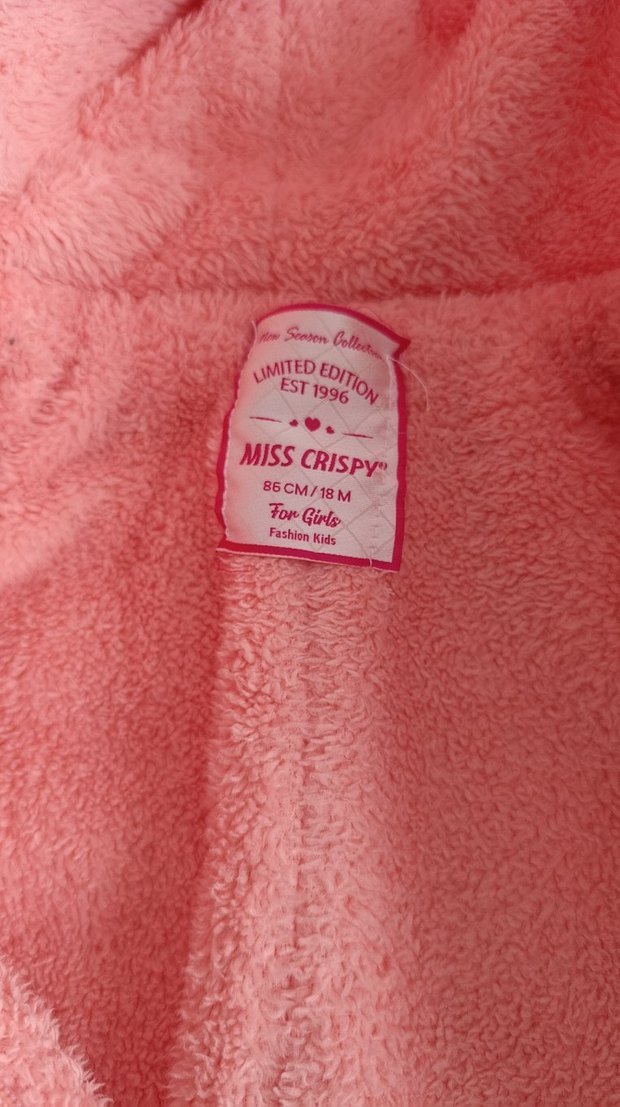 New Season Collection
LIMITED EDITION
EST 1996
MISS CRISPY®
86 CM / 18 M
For Girls
Fashion Kids